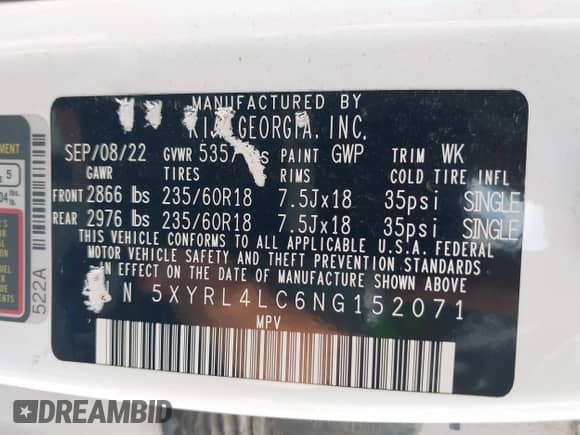 MANUFACTURED BY
KIA GEORGIA, INC.
SEP/08/22 GVWR 5357 PAINT GWP TRIM WK
GAWR TIRES RIMS COLD TIRE INFL
FRONT 2866 lbs 235/60R18 7.5Jx18 35psi SINGLE
REAR 2976 lbs 235/60R18 7.5Jx18 35psi SINGLE
THIS VEHICLE CONFORMS TO ALL APPLICABLE U.S.A. FEDERAL
MOTOR VEHICLE SAFETY AND THEFT PREVENTION STANDARDS
IN EFFECT ON THE DATE OF MANUFACTURE SHOWN ABOVE.
N 5XYRL4LC6NG152071
MPV
522A
5
DREAMBID